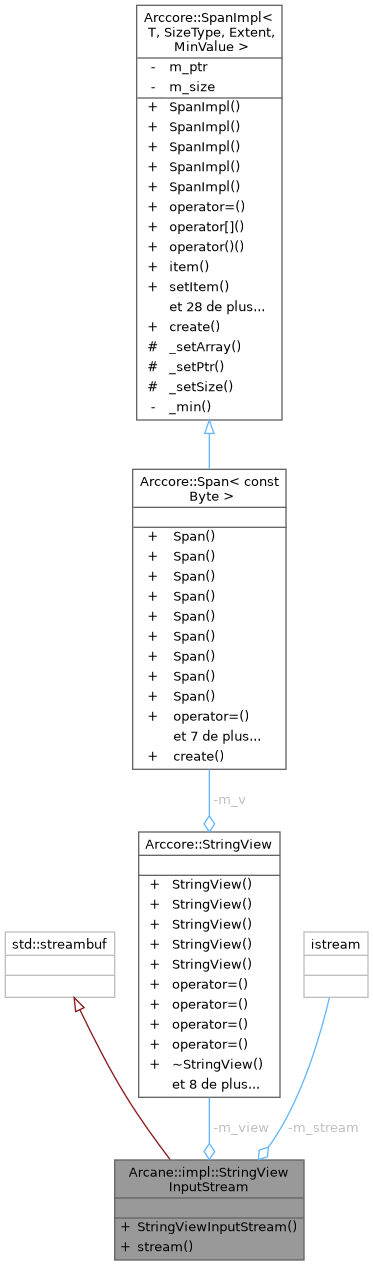 Arccore::SpanImpl<
T, SizeType, Extent,
MinValue >
- m_ptr
- m_size
+ SpanImpl()
+ SpanImpl()
+ SpanImpl()
+ SpanImpl()
+ SpanImpl()
+ operator=()
+ operator[]()
+ operator()()
+ item()
+ setItem()
et 28 de plus...
+ create()
# _setArray()
# _setPtr()
# _setSize()
- _min()
Arccore::Span< const
Byte >
+ Span()
+ Span()
+ Span()
+ Span()
+ Span()
+ Span()
+ Span()
+ Span()
+ Span()
+ operator=()
et 7 de plus...
+ create()
-m_v
Arccore::StringView
+ StringView()
+ StringView()
+ StringView()
+ StringView()
+ StringView()
+ operator=()
+ operator=()
+ operator=()
+ operator=()
+ ~StringView()
et 8 de plus...
std::streambuf
istream
-m_view
-m_stream
Arcane::impl::StringView
InputStream
+ StringViewInputStream()
+ stream()